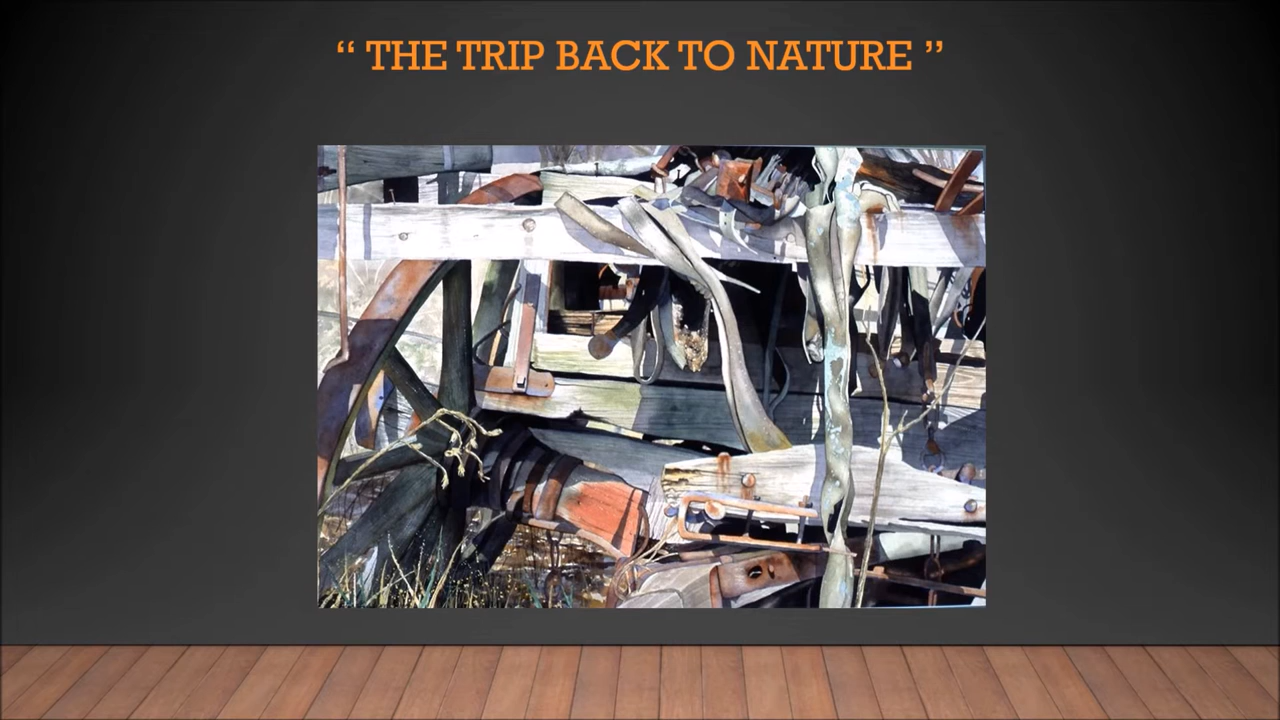 “ THE TRIP BACK TO NATURE ”